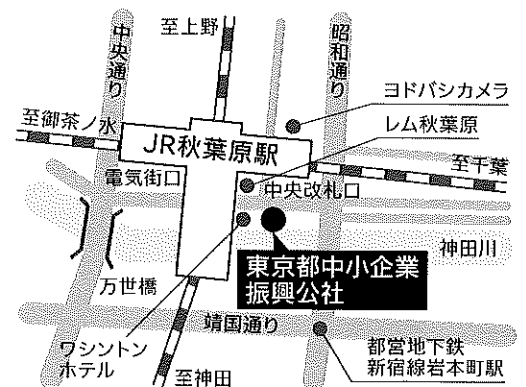 至上野
中央通り
昭和通り
ヨドバシカメラ
至御茶ノ水
レム秋葉原
JR秋葉原駅
至千葉
電気街口
中央改札口
神田川
東京都中小企業
振興公社
万世橋
靖国通り
ワシントン
ホテル
都営地下鉄
新宿線岩本町駅
至神田